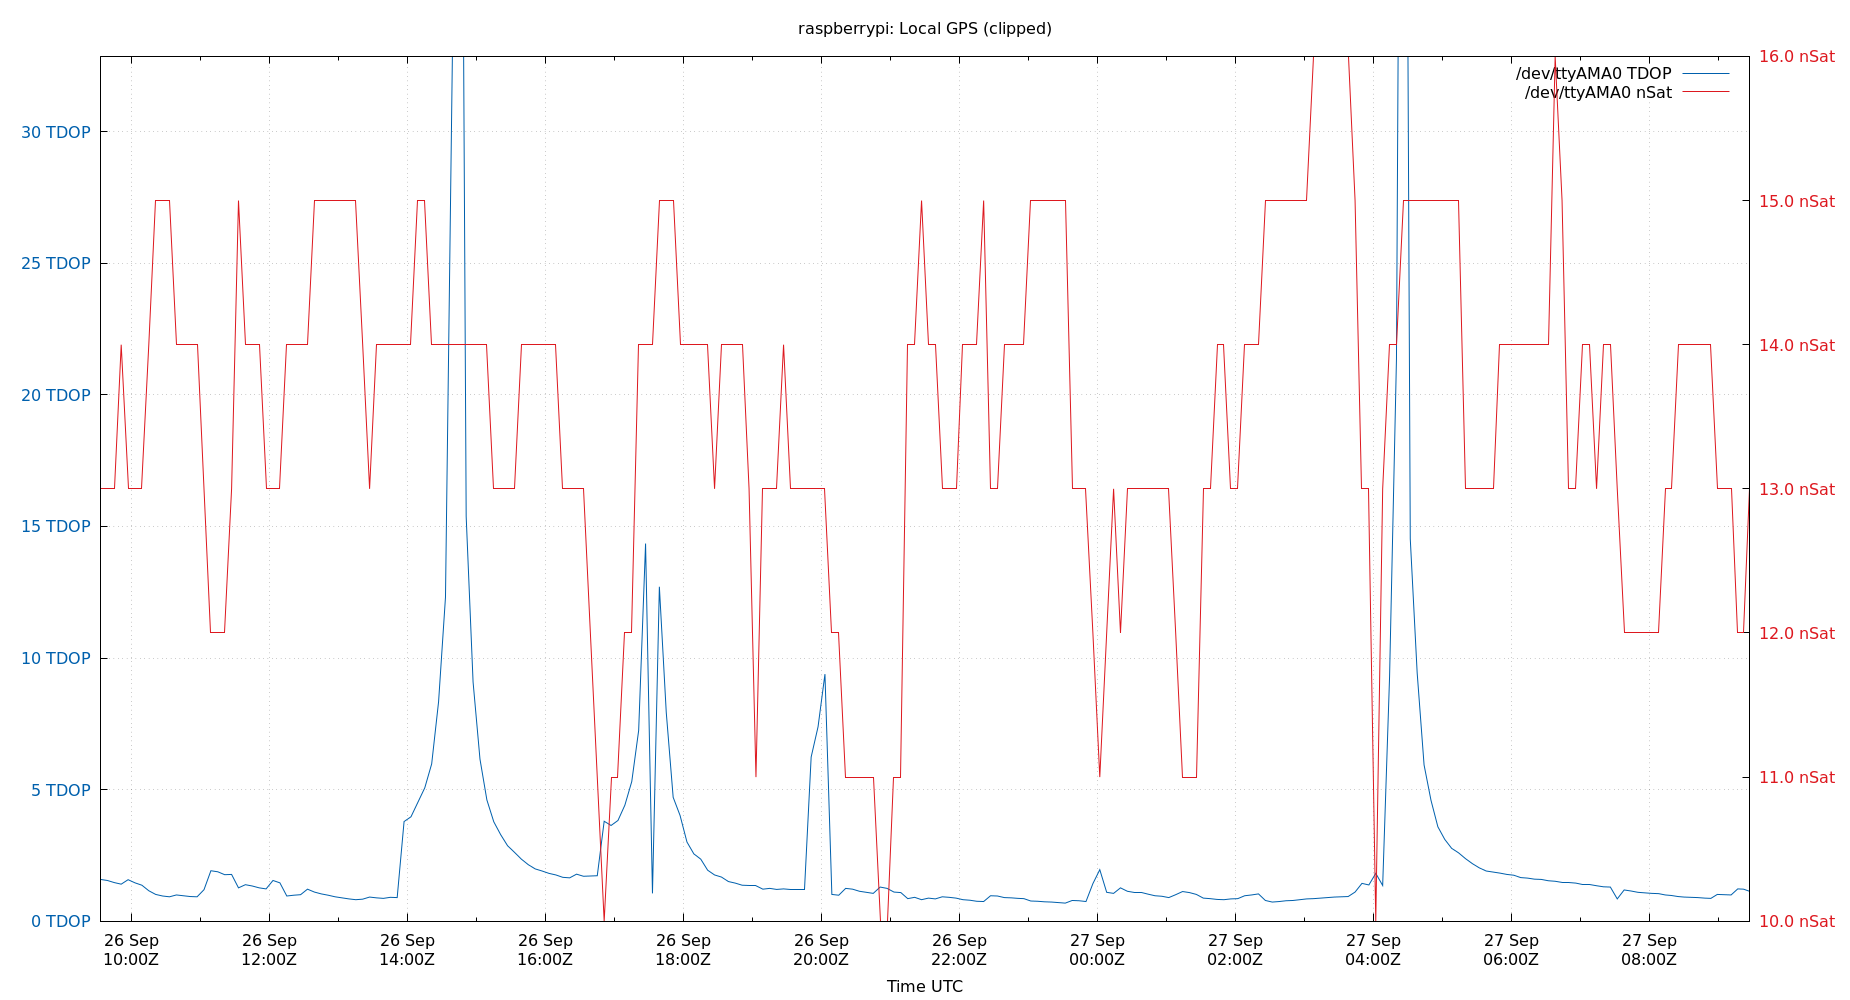 raspberrypi: Local GPS (clipped)
/dev/ttyAMA0 TDOP
/dev/ttyAMA0 nSat
30 TDOP
25 TDOP
20 TDOP
15 TDOP
10 TDOP
5 TDOP
0 TDOP
16.0 nSat
15.0 nSat
14.0 nSat
13.0 nSat
12.0 nSat
11.0 nSat
10.0 nSat
26 Sep
10:00Z
26 Sep
12:00Z
26 Sep
14:00Z
26 Sep
16:00Z
26 Sep
18:00Z
26 Sep
20:00Z
26 Sep
22:00Z
27 Sep
00:00Z
27 Sep
02:00Z
27 Sep
04:00Z
27 Sep
06:00Z
27 Sep
08:00Z
Time UTC